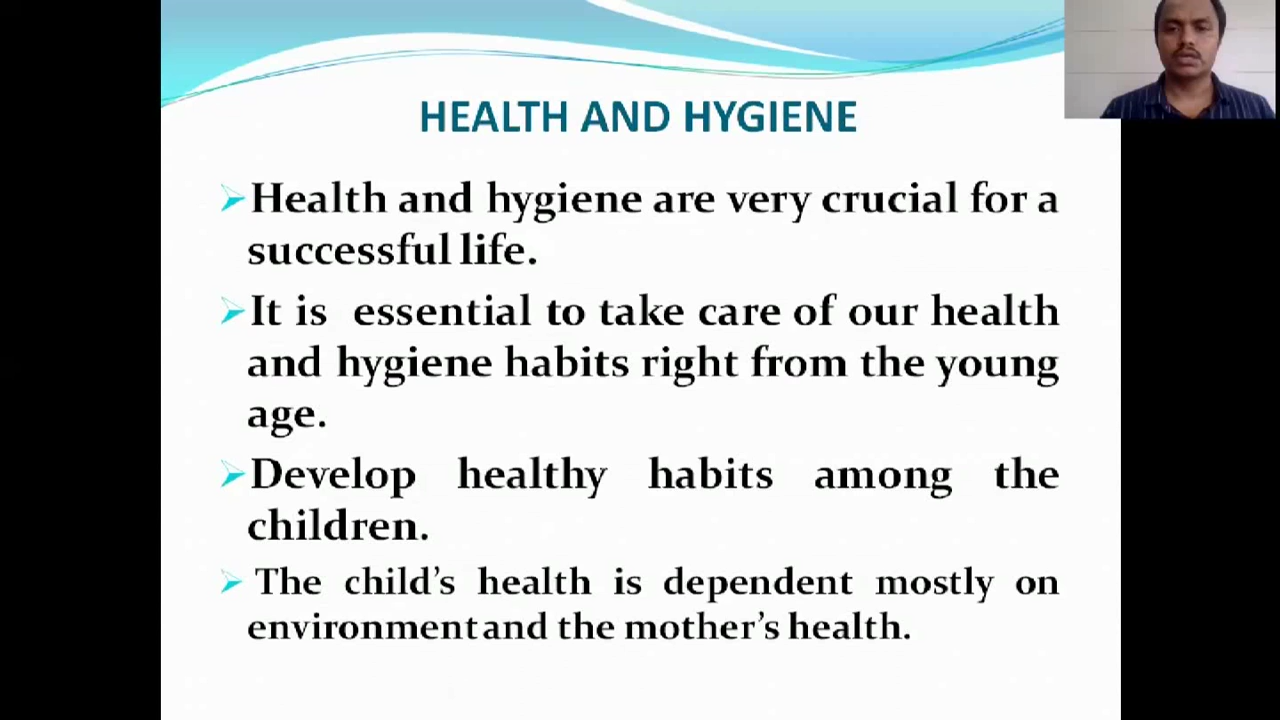 HEALTH AND HYGIENE
Health and hygiene are very crucial for a
successful life.
It is essential to take care of our health
and hygiene habits right from the young
age.
Develop healthy habits among the
children.
The child’s health is dependent mostly on
environment and the mother’s health.